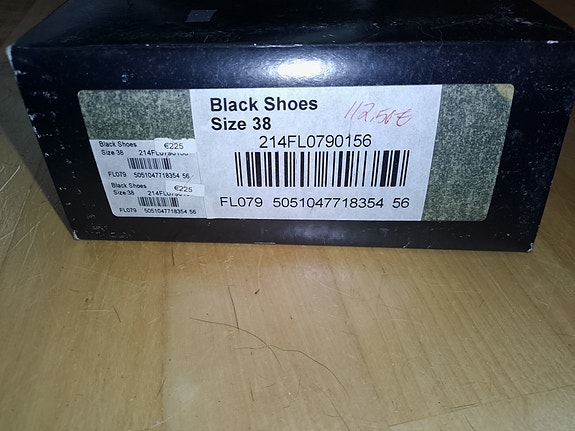 Black Shoes
Size 38
112,50€
214FL0790156
FL079 5051047718354 56
Black Shoes €225
Size 38 214FL0790156
FL079 5051047718354 56
Black Shoes €225
Size 38 214FL07901
FL079 5051047718354 56